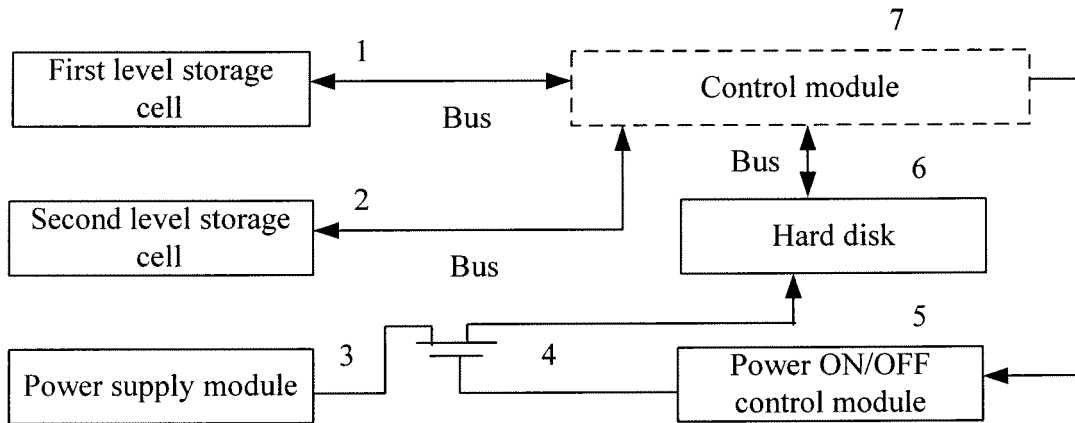 7
1
First level storage
cell
Control module
Bus
Bus
6
2
Second level storage
cell
Hard disk
Bus
5
3
4
Power supply module
Power ON/OFF
control module